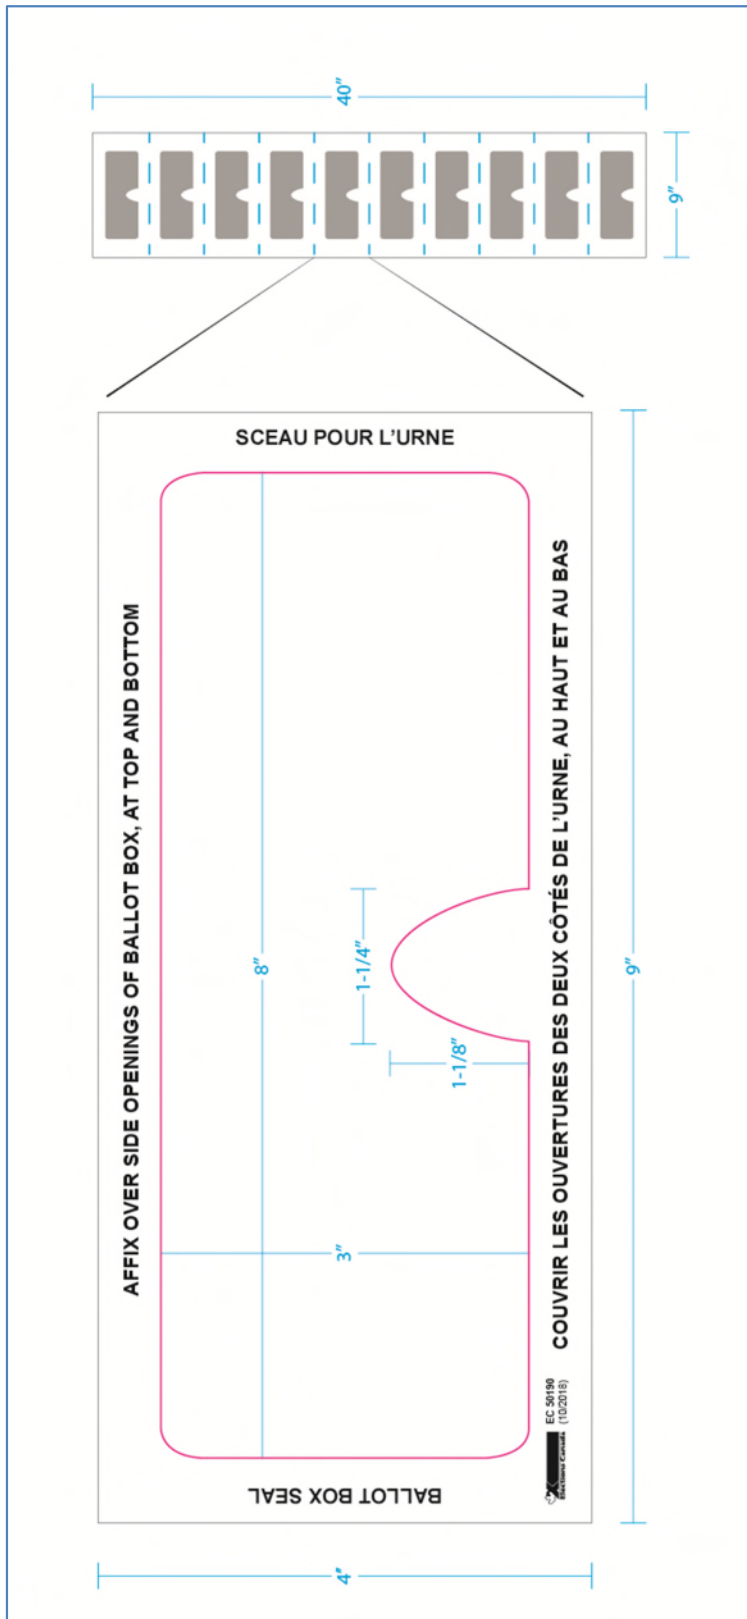 40"
9"
SCEAU POUR L'URNE
AFFIX OVER SIDE OPENINGS OF BALLOT BOX, AT TOP AND BOTTOM
COUVRIR LES OUVERTURES DES DEUX CÔTÉS DE L'URNE, AU HAUT ET AU BAS
8"
1-1/4"
1-1/8"
9"
3"
EC 50190
(10/2018)
Elections Canada
BALLOT BOX SEAL
4"